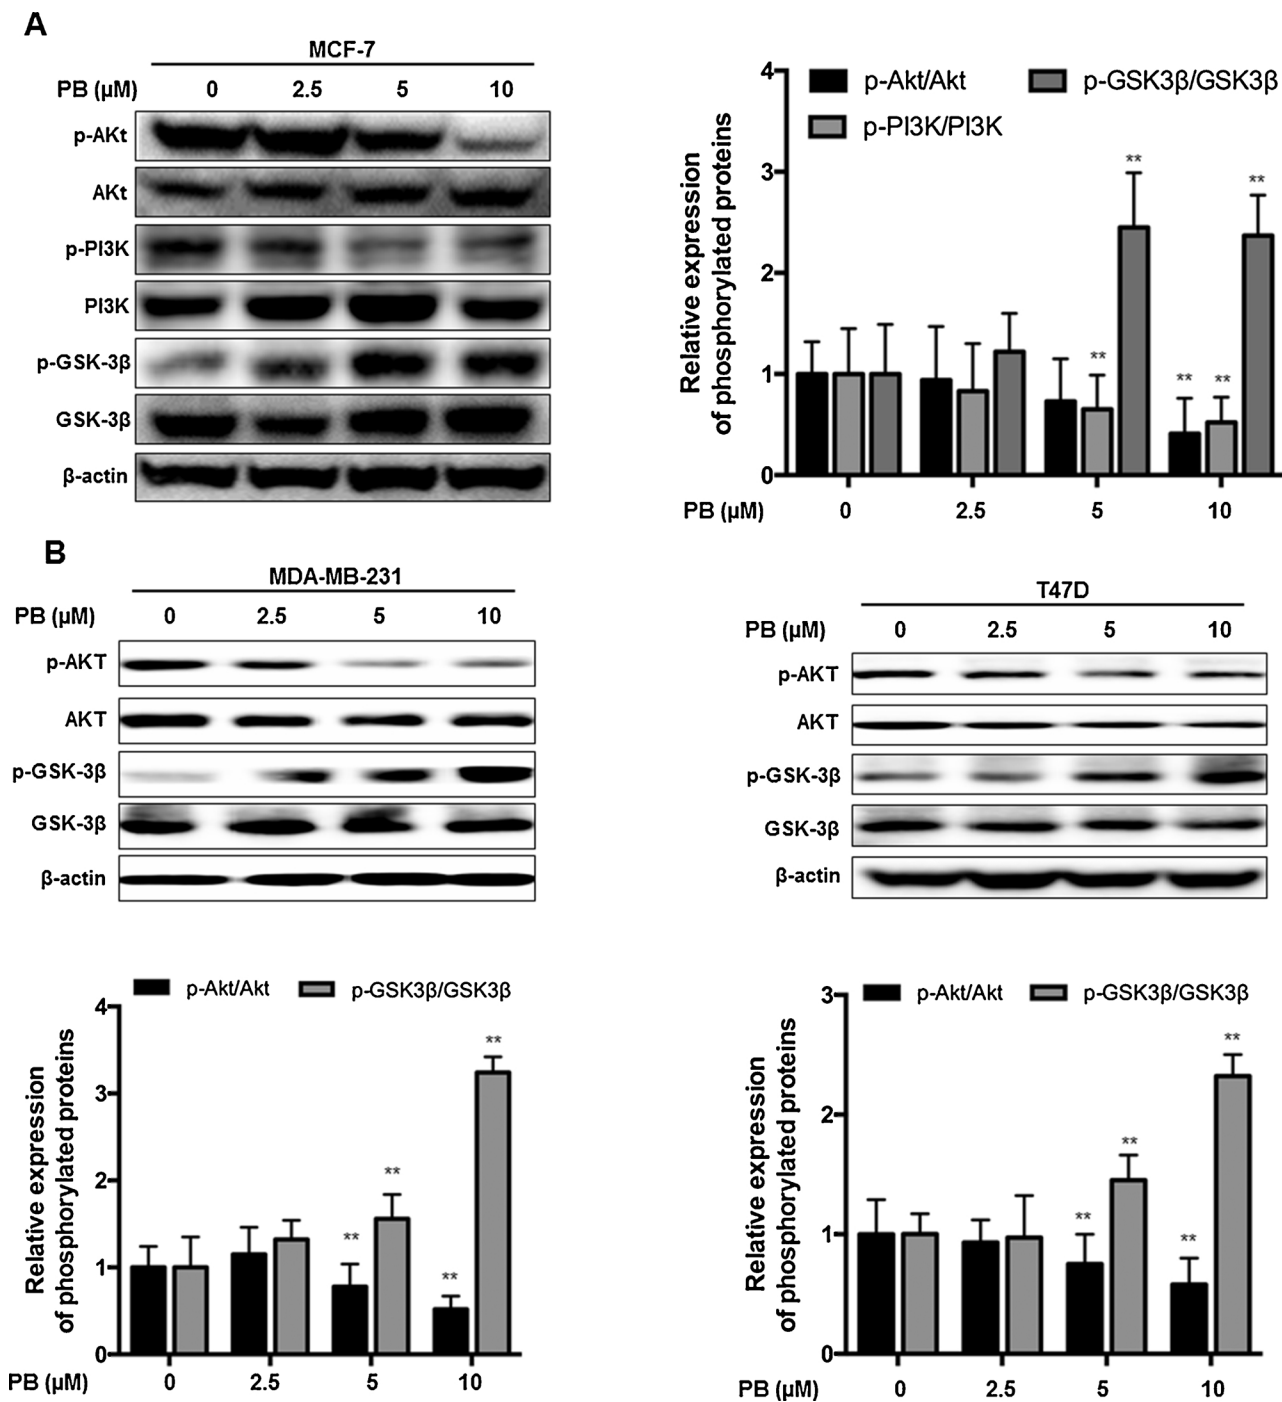 A
MCF-7
PB (µM) 0 2.5 5 10
p-AKt
AKt
p-PI3K
PI3K
p-GSK-3β
GSK-3β
β-actin
p-Akt/Akt p-GSK3β/GSK3β
p-PI3K/PI3K
Relative expression
of phosphorylated proteins
4
3
2
1
0
** ** ** ** **
PB (µM) 0 2.5 5 10
B
MDA-MB-231
PB (µM) 0 2.5 5 10
p-AKT
AKT
p-GSK-3β
GSK-3β
β-actin
T47D
PB (µM) 0 2.5 5 10
p-AKT
AKT
p-GSK-3β
GSK-3β
β-actin
p-Akt/Akt p-GSK3β/GSK3β
Relative expression
of phosphorylated proteins
4
3
2
1
0
** ** ** **
PB (µM) 0 2.5 5 10
p-Akt/Akt p-GSK3β/GSK3β
Relative expression
of phosphorylated proteins
3
2
1
0
** ** ** **
PB (µM) 0 2.5 5 10